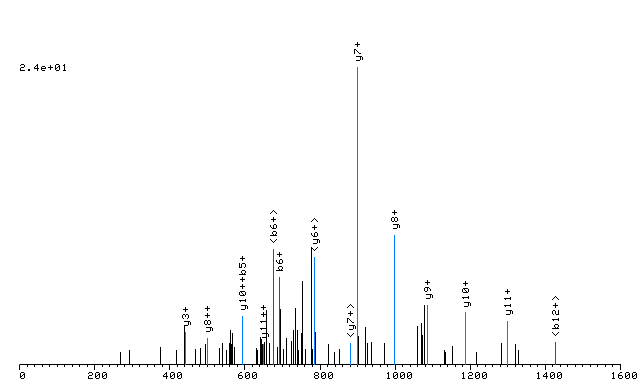 2.4e+01
y3+
y8++
y10++b5+
y11++
<b6+>
b6+
<y6+>
<y7+>
y7+
y8+
y9+
y10+
y11+
<b12+>
0 200 400 600 800 1000 1200 1400 1600